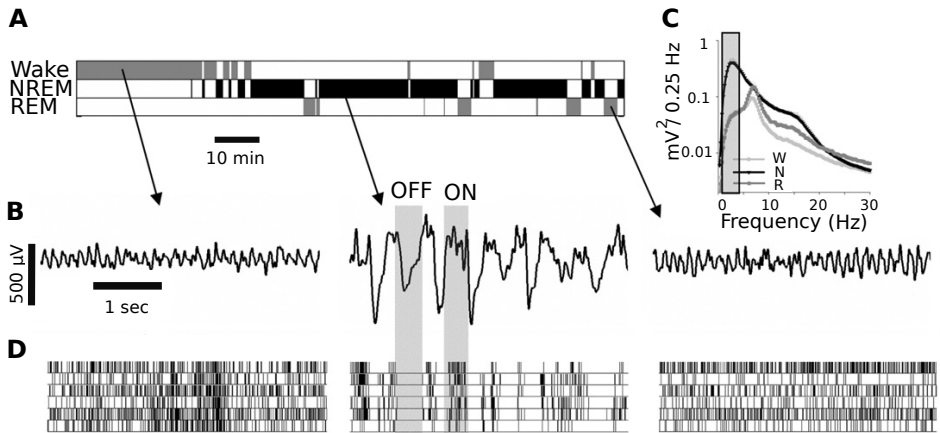 A
Wake
NREM
REM
10 min
C
mV²/ 0.25 Hz
1
0.1
0.01
W
N
R
0 10 20 30
Frequency (Hz)
B
OFF ON
500 µV
1 sec
D